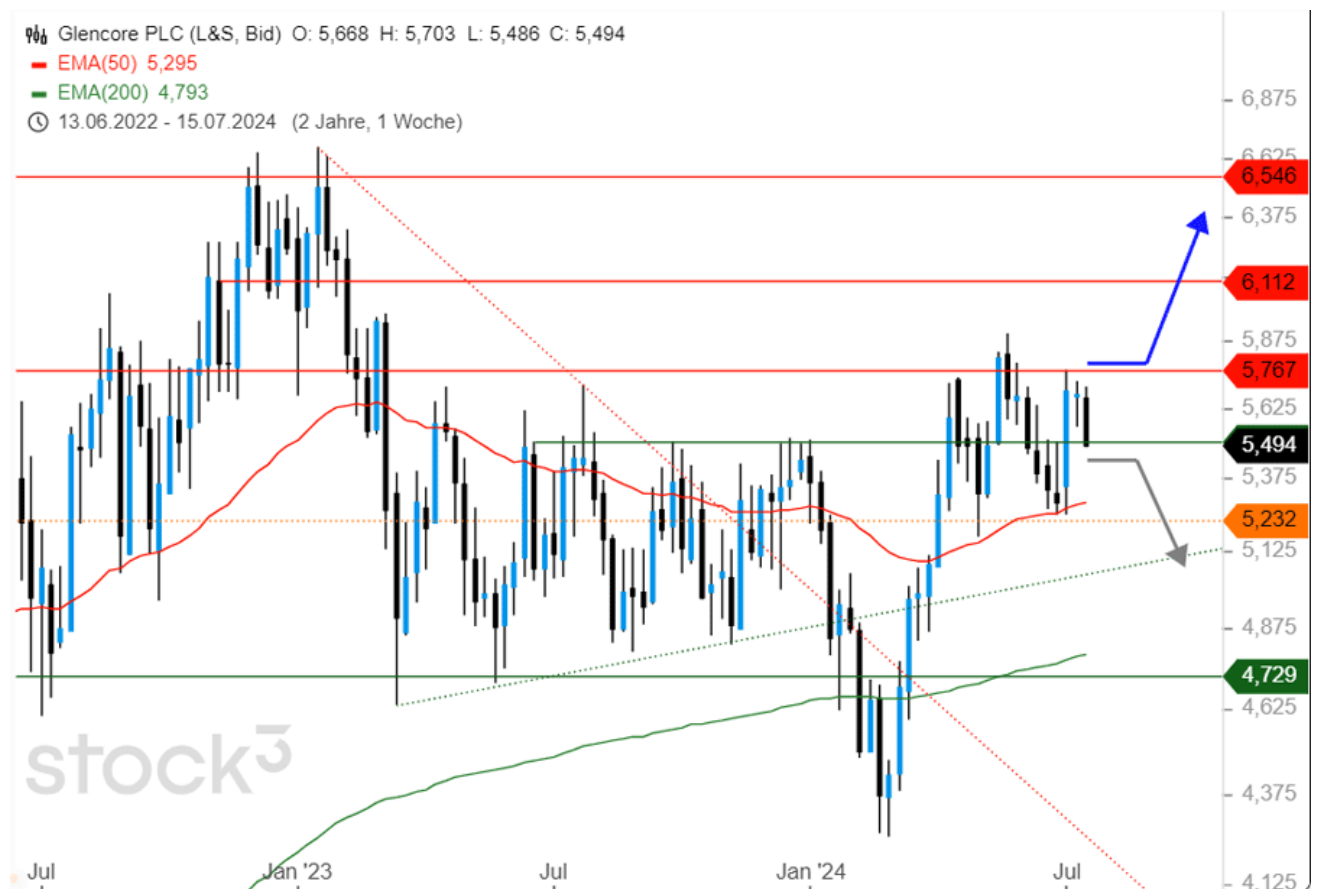 Glencore PLC (L&S, Bid) O: 5,668 H: 5,703 L: 5,486 C: 5,494
EMA(50) 5,295
EMA(200) 4,793
13.06.2022 - 15.07.2024 (2 Jahre, 1 Woche)
6,875
6,625
6,546
6,375
6,112
5,875
5,767
5,625
5,494
5,375
5,232
5,125
4,875
4,729
4,625
4,375
4,125
stock3
Jul Jan '23 Jul Jan '24 Jul